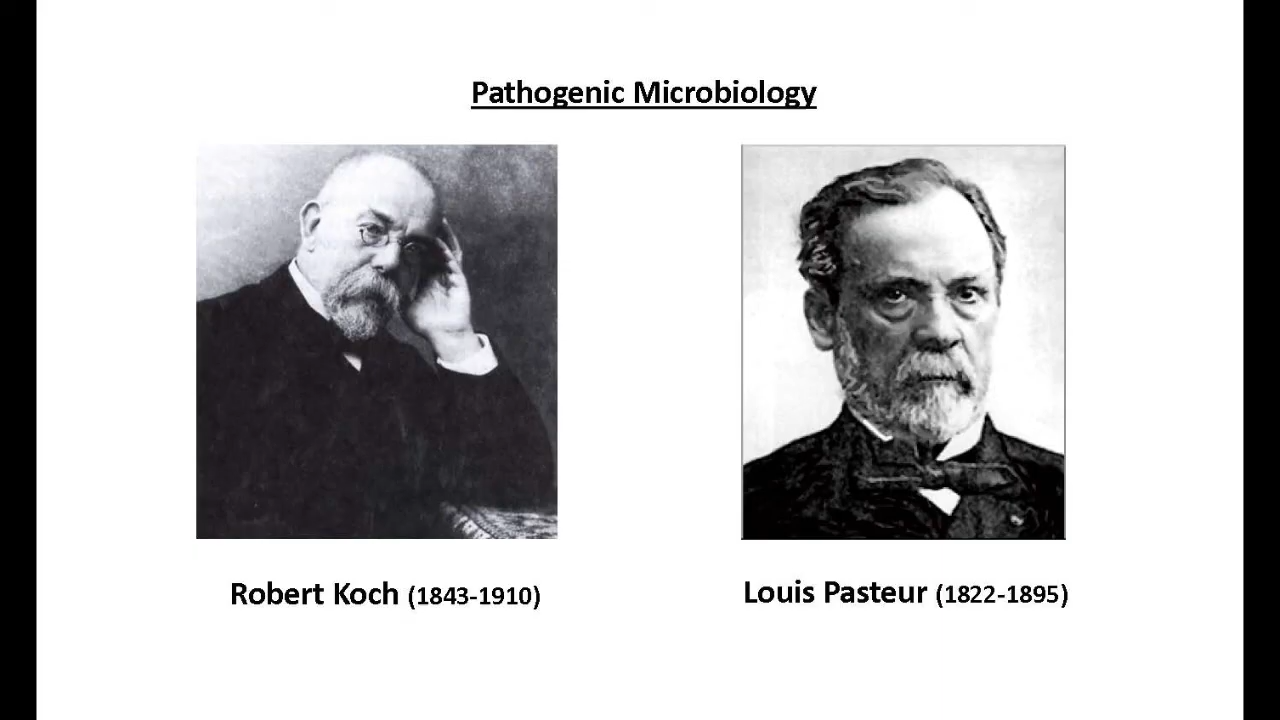 Pathogenic Microbiology
Robert Koch (1843-1910)
Louis Pasteur (1822-1895)